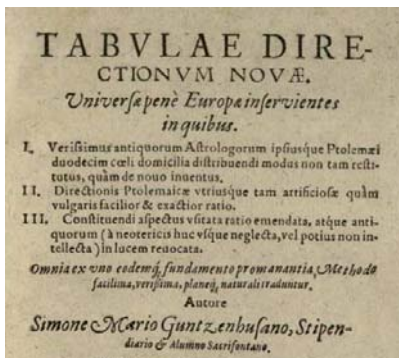 TABVLAE DIRE-
CTIONVM NOVÆ.
Universæ penè Europæ inservientes
in quibus.
I. Verissimus antiquorum Astrologorum ipsiusque Ptolemæi
duodecim cœli domicilia distribuendi modus non tam resti-
tutus, quàm de nouo inuentus.
II. Directionis Ptolemaicæ vtriusque tam artificiosæ quàm
vulgaris facilior & exactior ratio.
III. Constituendi aspectus vsitata ratio emendata, atque anti-
quorum (à neotericis huc vsque neglecta, vel potius non in-
tellecta) in lucem reuocata.
Omnia ex vno eodemq́; fundamento promanantia, Methodo
facilima, verissima, planeq́; naturali traduntur.
Autore
Simone Mario Guntzenhusano, Stipen-
diario & Alumno Sacrifontano.